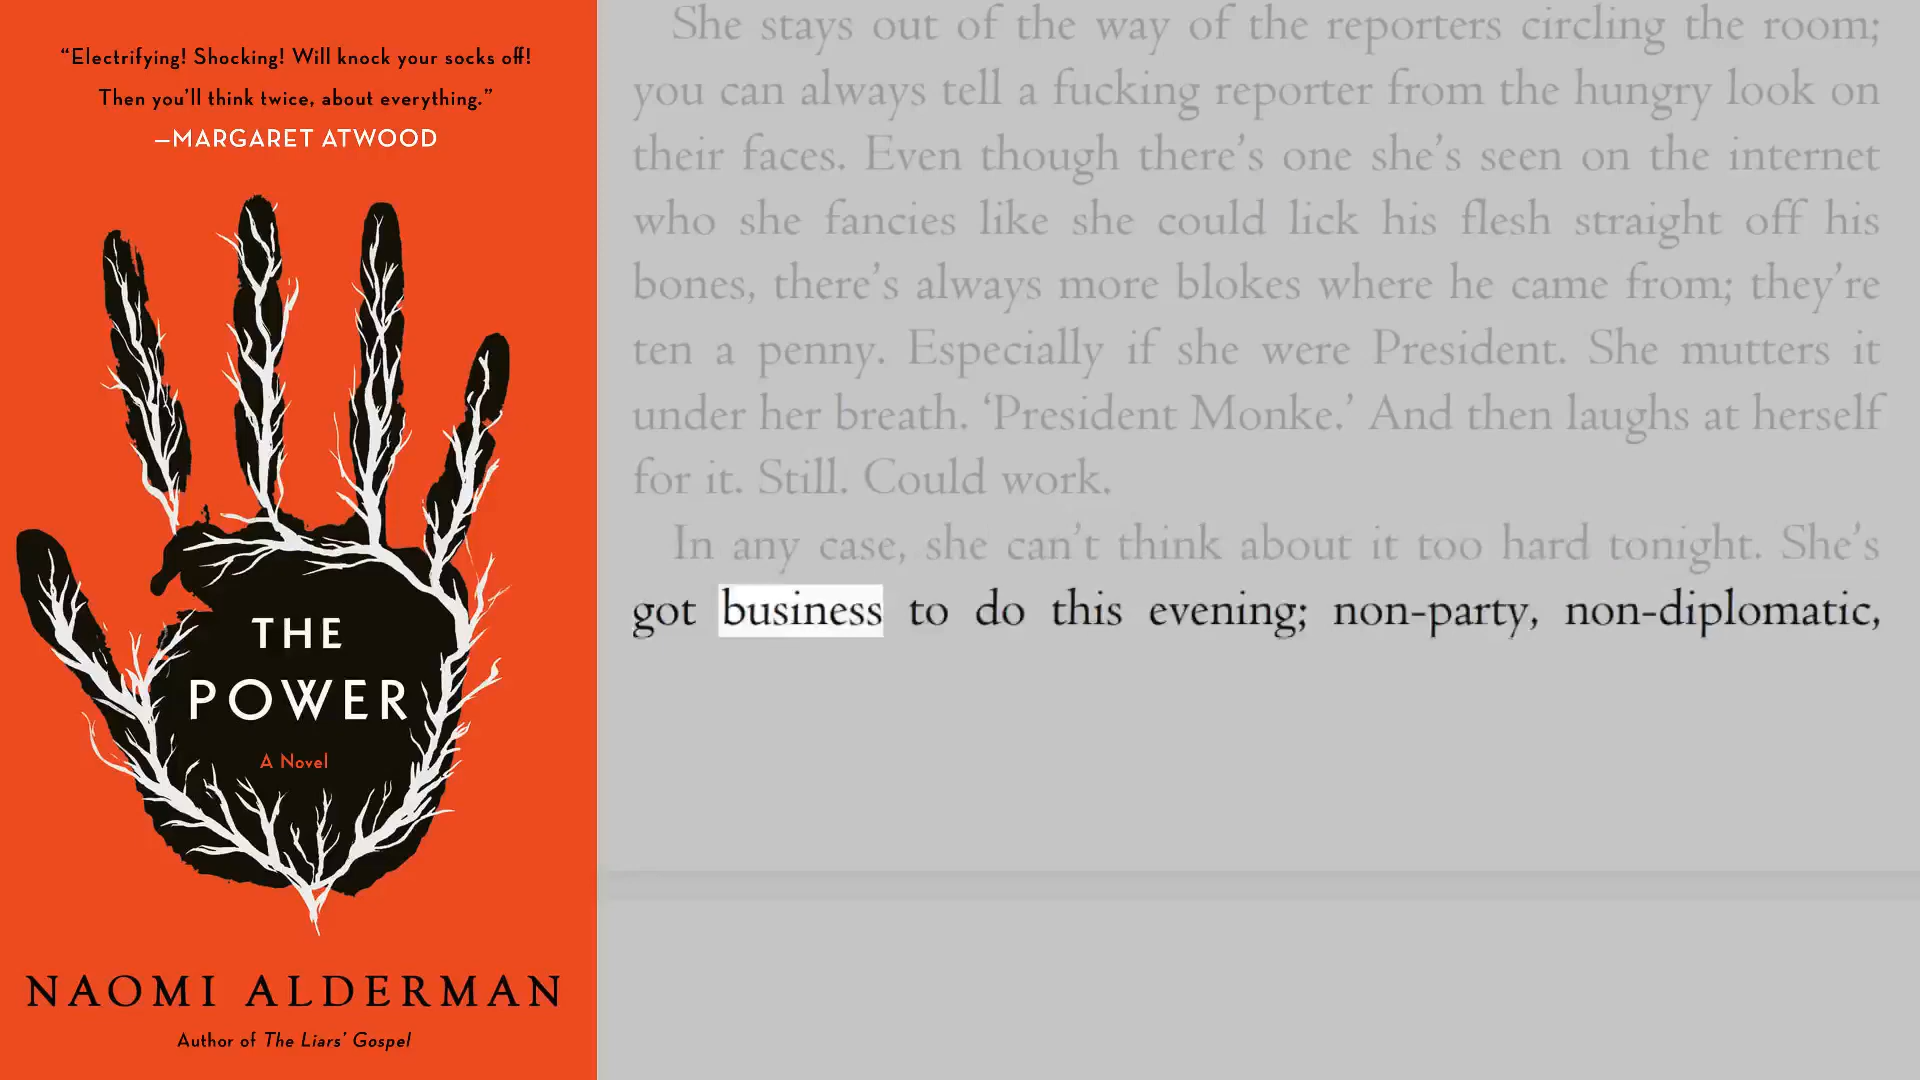 “Electrifying! Shocking! Will knock your socks off!
Then you’ll think twice, about everything.”
—MARGARET ATWOOD
THE
POWER
A Novel
NAOMI ALDERMAN
Author of The Liars’ Gospel
She stays out of the way of the reporters circling the room;
you can always tell a fucking reporter from the hungry look on
their faces. Even though there’s one she’s seen on the internet
who she fancies like she could lick his flesh straight off his
bones, there’s always more blokes where he came from; they’re
ten a penny. Especially if she were President. She mutters it
under her breath. ‘President Monke.’ And then laughs at herself
for it. Still. Could work.
In any case, she can’t think about it too hard tonight. She’s
got business to do this evening; non-party, non-diplomatic,